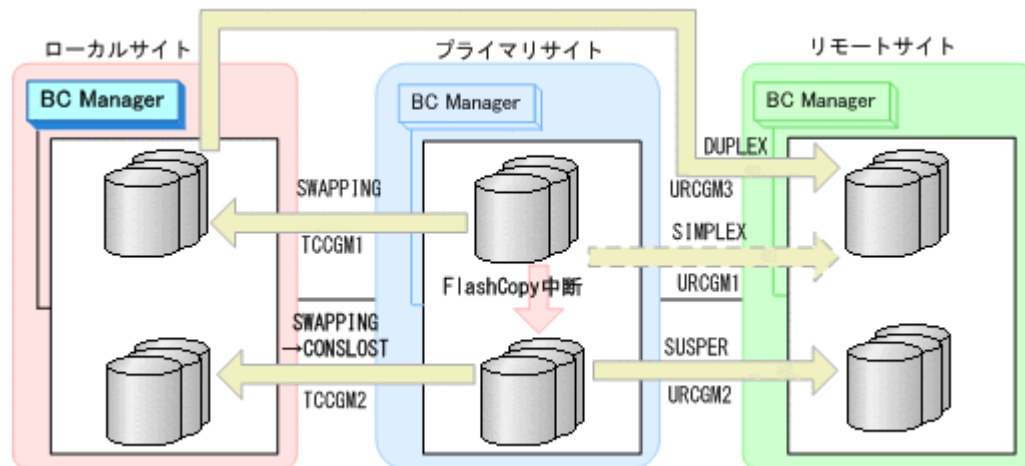 ローカルサイト
プライマリサイト
リモートサイト
BC Manager
BC Manager
BC Manager
DUPLEX
SWAPPING
URCGM3
TCCGM1
SIMPLEX
FlashCopy中断
URCGM1
SWAPPING
→CONSLOST
SUSPER
TCCGM2
URCGM2